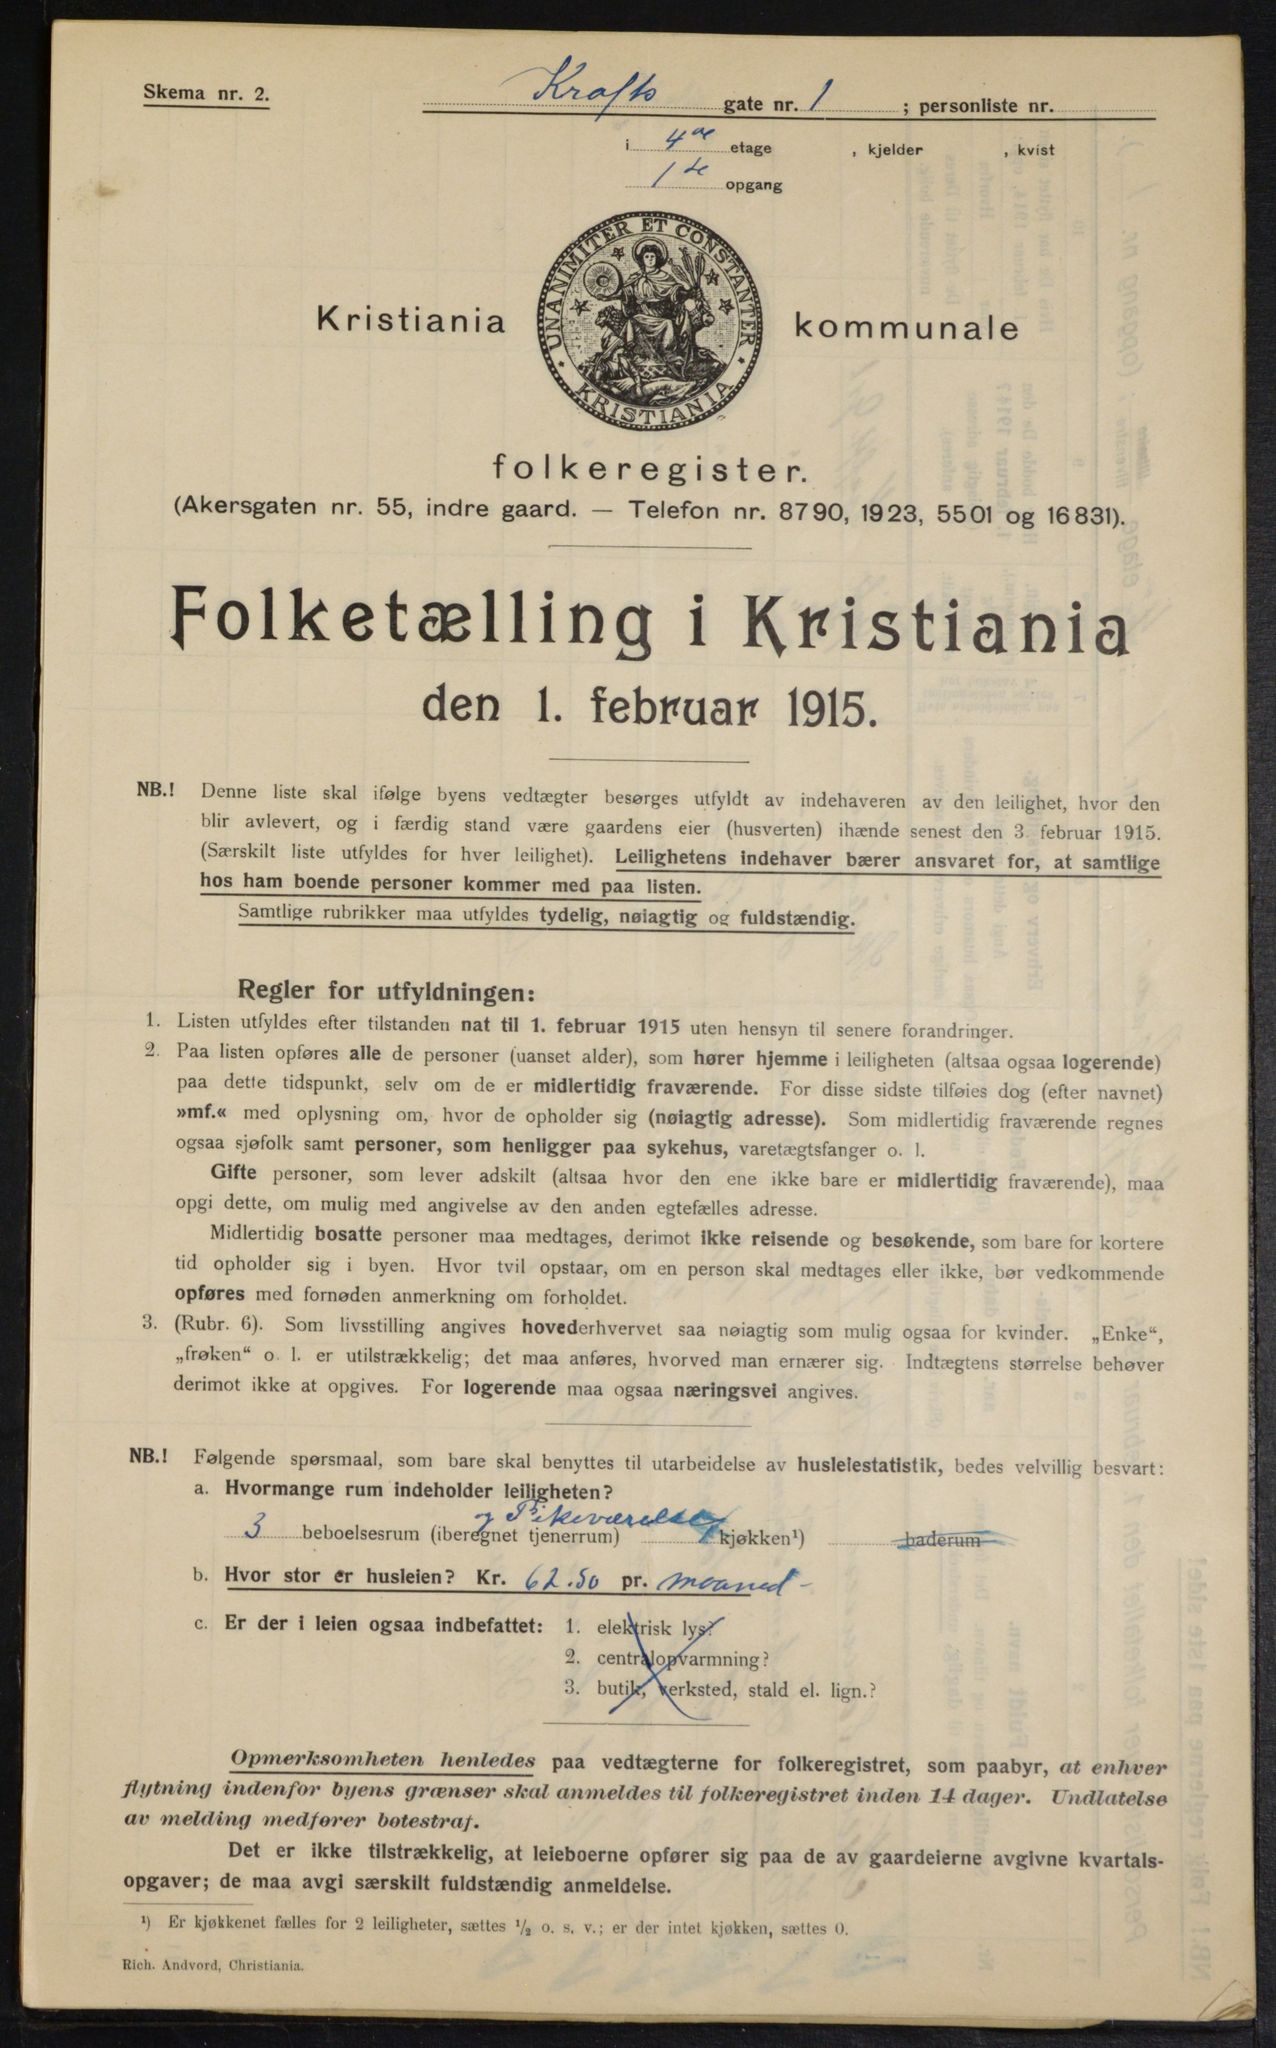 Skema nr. 2.
Krafts gate nr. 1 ; personliste nr.
i 4de etage , kjelder , kvist
1ste opgang
UNANIMITER ET CONSTANTER
KRISTIANIA
Kristiania kommunale
folkeregister.
(Akersgaten nr. 55, indre gaard. — Telefon nr. 8790, 1923, 5501 og 16831).
Folketælling i Kristiania
den 1. februar 1915.
NB.! Denne liste skal ifølge byens vedtægter besørges utfyldt av indehaveren av den leilighet, hvor den
blir avlevert, og i færdig stand være gaardens eier (husverten) ihænde senest den 3. februar 1915.
(Særskilt liste utfyldes for hver leilighet). Leilighetens indehaver bærer ansvaret for, at samtlige
hos ham boende personer kommer med paa listen.
Samtlige rubrikker maa utfyldes tydelig, nøiagtig og fuldstændig.
Regler for utfyldningen:
1. Listen utfyldes efter tilstanden nat til 1. februar 1915 uten hensyn til senere forandringer.
2. Paa listen opføres alle de personer (uanset alder), som hører hjemme i leiligheten (altsaa ogsaa logerende)
paa dette tidspunkt, selv om de er midlertidig fraværende. For disse sidste tilføies dog (efter navnet)
»mf.« med oplysning om, hvor de opholder sig (nøiagtig adresse). Som midlertidig fraværende regnes
ogsaa sjøfolk samt personer, som henligger paa sykehus, varetægtsfanger o. l.
Gifte personer, som lever adskilt (altsaa hvor den ene ikke bare er midlertidig fraværende), maa
opgi dette, om mulig med angivelse av den anden egtefælles adresse.
Midlertidig bosatte personer maa medtages, derimot ikke reisende og besøkende, som bare for kortere
tid opholder sig i byen. Hvor tvil opstaar, om en person skal medtages eller ikke, bør vedkommende
opføres med fornøden anmerkning om forholdet.
3. (Rubr. 6). Som livsstilling angives hovederhvervet saa nøiagtig som mulig ogsaa for kvinder. „Enke“,
„frøken“ o. l. er utilstrækkelig; det maa anføres, hvorved man ernærer sig. Indtægtens størrelse behøver
derimot ikke at opgives. For logerende maa ogsaa næringsvei angives.
NB.! Følgende spørsmaal, som bare skal benyttes til utarbeidelse av husleiestatistik, bedes velvillig besvart:
a. Hvormange rum indeholder leiligheten?
og Pikeværelse
3 beboelsesrum (iberegnet tjenerrum) 1 kjøkken¹) baderum
b. Hvor stor er husleien? Kr. 62.50 pr. maaned -
c. Er der i leien ogsaa indbefattet: 1. elektrisk lys?
2. centralopvarmning?
3. butik, verksted, stald el. lign.?
Opmerksomheten henledes paa vedtægterne for folkeregistret, som paabyr, at enhver
flytning indenfor byens grænser skal anmeldes til folkeregistret inden 14 dager. Undlatelse
av melding medfører bøtestraf.
Det er ikke tilstrækkelig, at leieboerne opfører sig paa de av gaardeierne avgivne kvartals-
opgaver; de maa avgi særskilt fuldstændig anmeldelse.
¹) Er kjøkkenet fælles for 2 leiligheter, sættes ¹/₂ o. s. v.; er der intet kjøkken, sættes 0.
Rich. Andvord, Christiania.